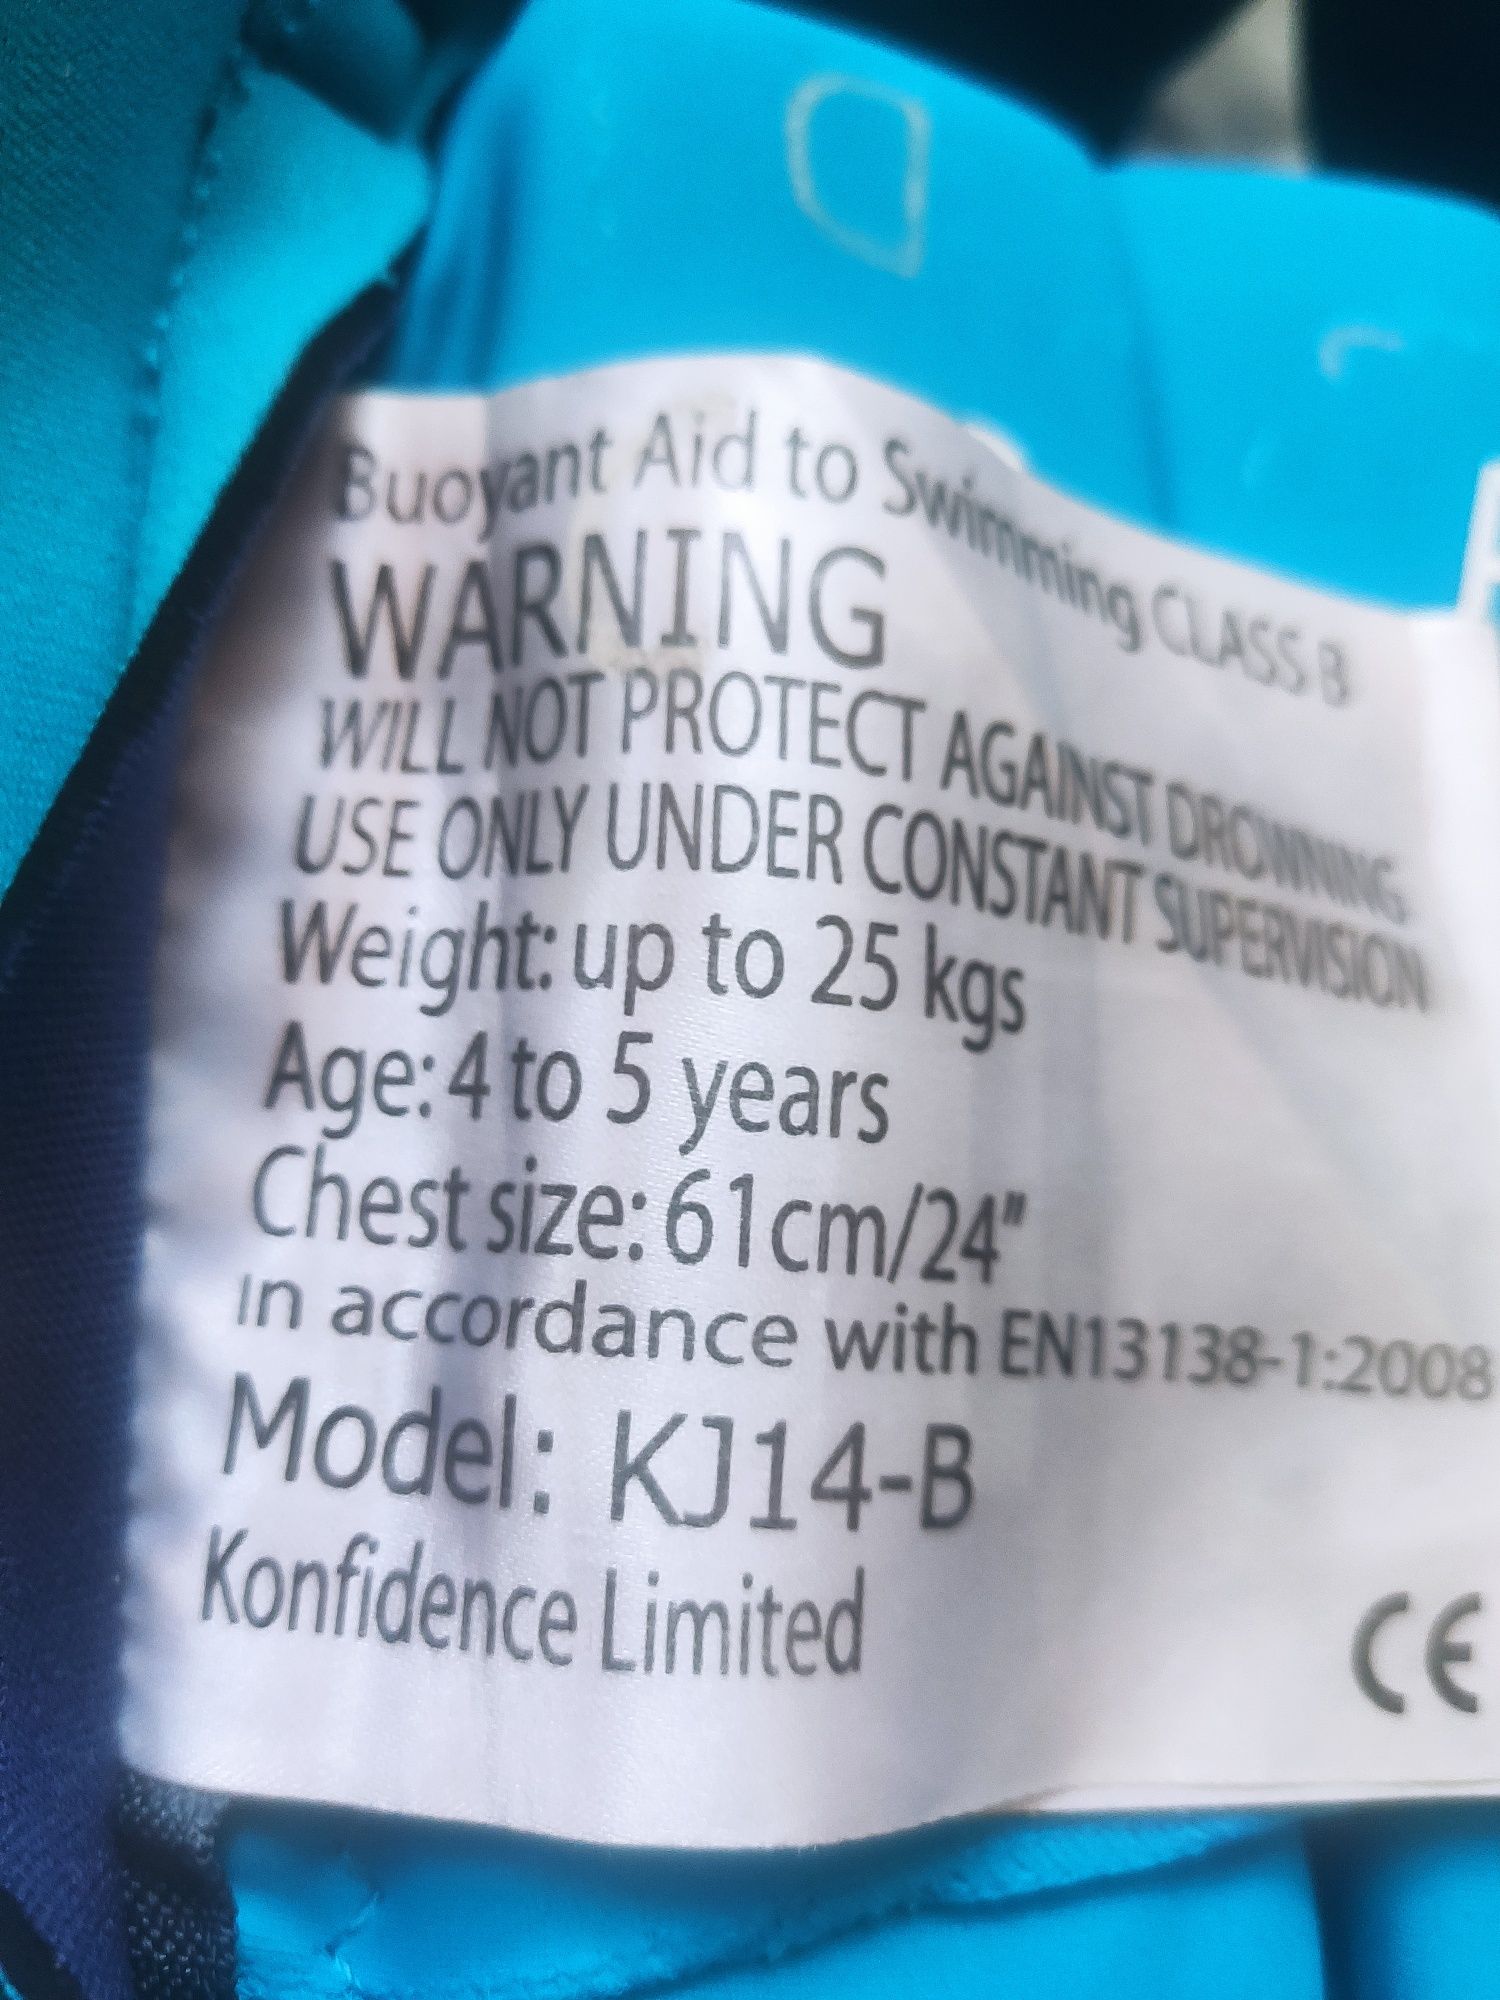 Buoyant Aid to Swimming CLASS B
WARNING
WILL NOT PROTECT AGAINST DROWNING
USE ONLY UNDER CONSTANT SUPERVISION
Weight: up to 25 kgs
Age: 4 to 5 years
Chest size: 61cm/24"
in accordance with EN13138-1:2008
Model: KJ14-B
Konfidence Limited
CE